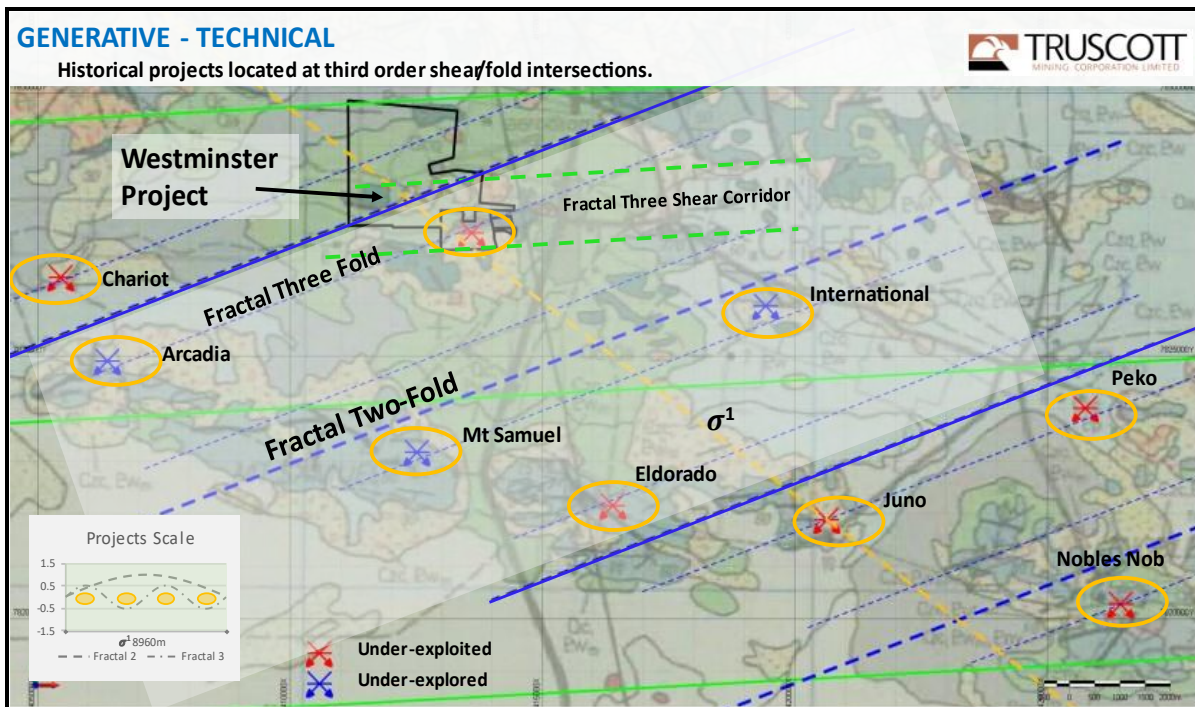 GENERATIVE - TECHNICAL
Historical projects located at third order shear/fold intersections.
TRUSCOTT
MINING CORPORATION LIMITED
Westminster
Project
Fractal Three Shear Corridor
Chariot
Fractal Three Fold
International
Arcadia
Peko
Fractal Two-Fold
σ1
Mt Samuel
Eldorado
Juno
Nobles Nob
Projects Scale
1.5
0.5
-0.5
-1.5
σ1 8960m
Fractal 2
Fractal 3
Under-exploited
Under-explored